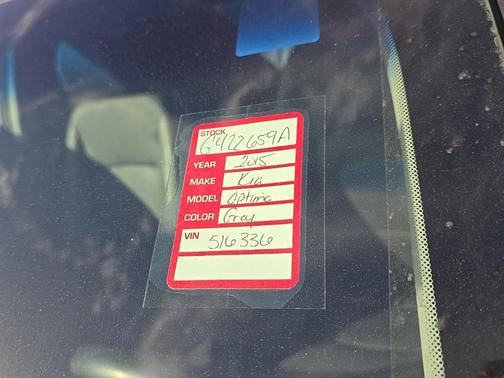 STOCK
G422659A
YEAR 2015
MAKE Kia
MODEL Optima
COLOR Gray
VIN 516336